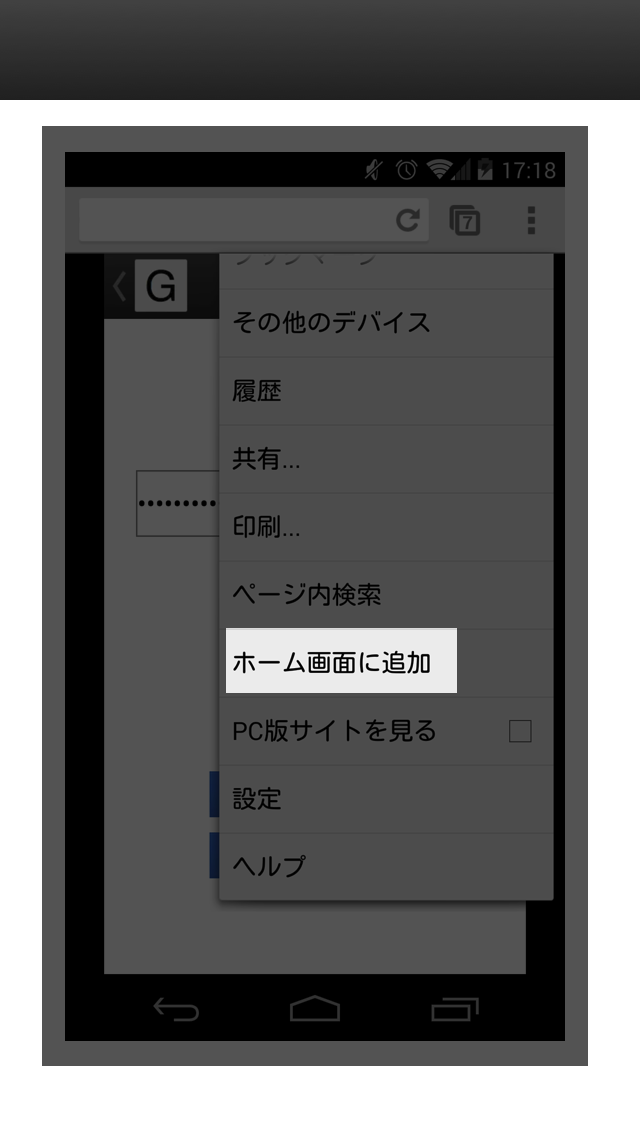 17:18
7
G
その他のデバイス
履歴
共有...
印刷...
ページ内検索
ホーム画面に追加
PC版サイトを見る
設定
ヘルプ